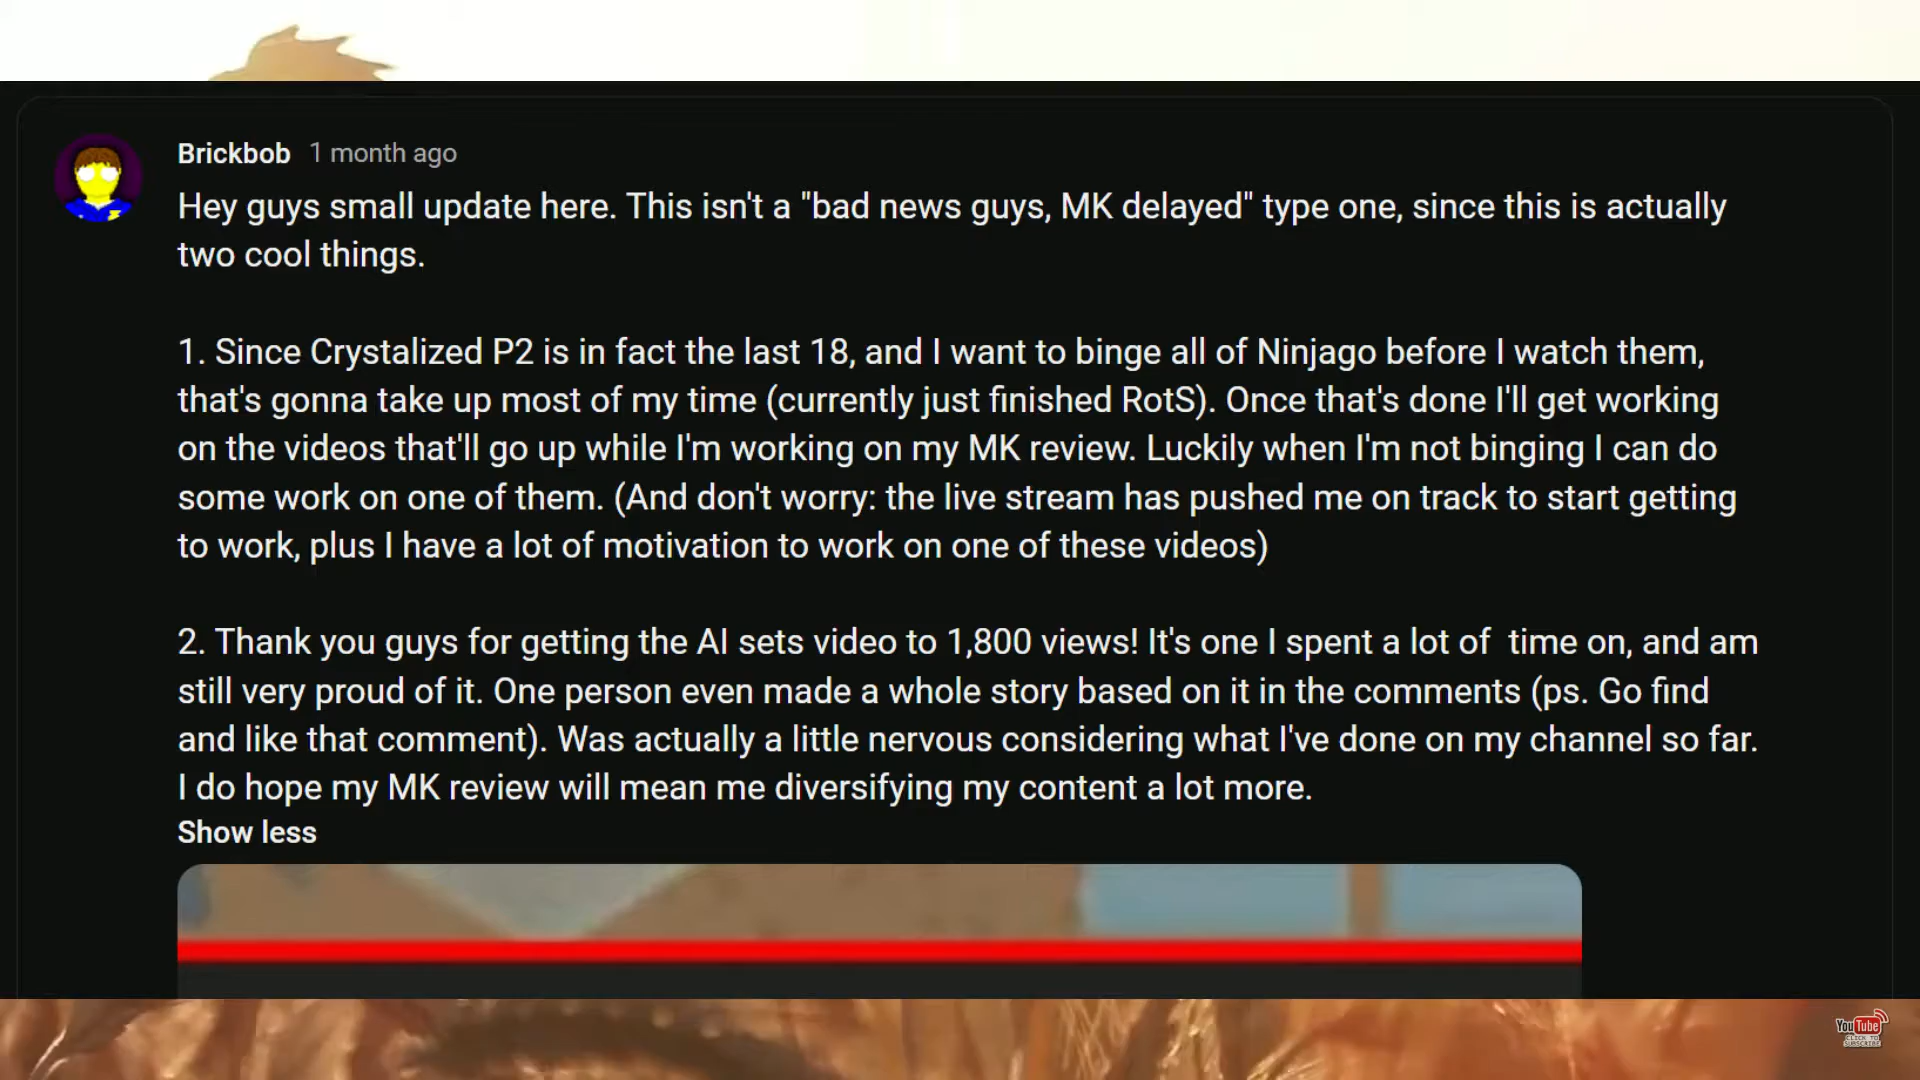 Brickbob 1 month ago
Hey guys small update here. This isn't a "bad news guys, MK delayed" type one, since this is actually
two cool things.
1. Since Crystalized P2 is in fact the last 18, and I want to binge all of Ninjago before I watch them,
that's gonna take up most of my time (currently just finished RotS). Once that's done I'll get working
on the videos that'll go up while I'm working on my MK review. Luckily when I'm not binging I can do
some work on one of them. (And don't worry: the live stream has pushed me on track to start getting
to work, plus I have a lot of motivation to work on one of these videos)
2. Thank you guys for getting the AI sets video to 1,800 views! It's one I spent a lot of  time on, and am
still very proud of it. One person even made a whole story based on it in the comments (ps. Go find
and like that comment). Was actually a little nervous considering what I've done on my channel so far.
I do hope my MK review will mean me diversifying my content a lot more.
Show less
YouTube
CLICK TO
SUBSCRIBE